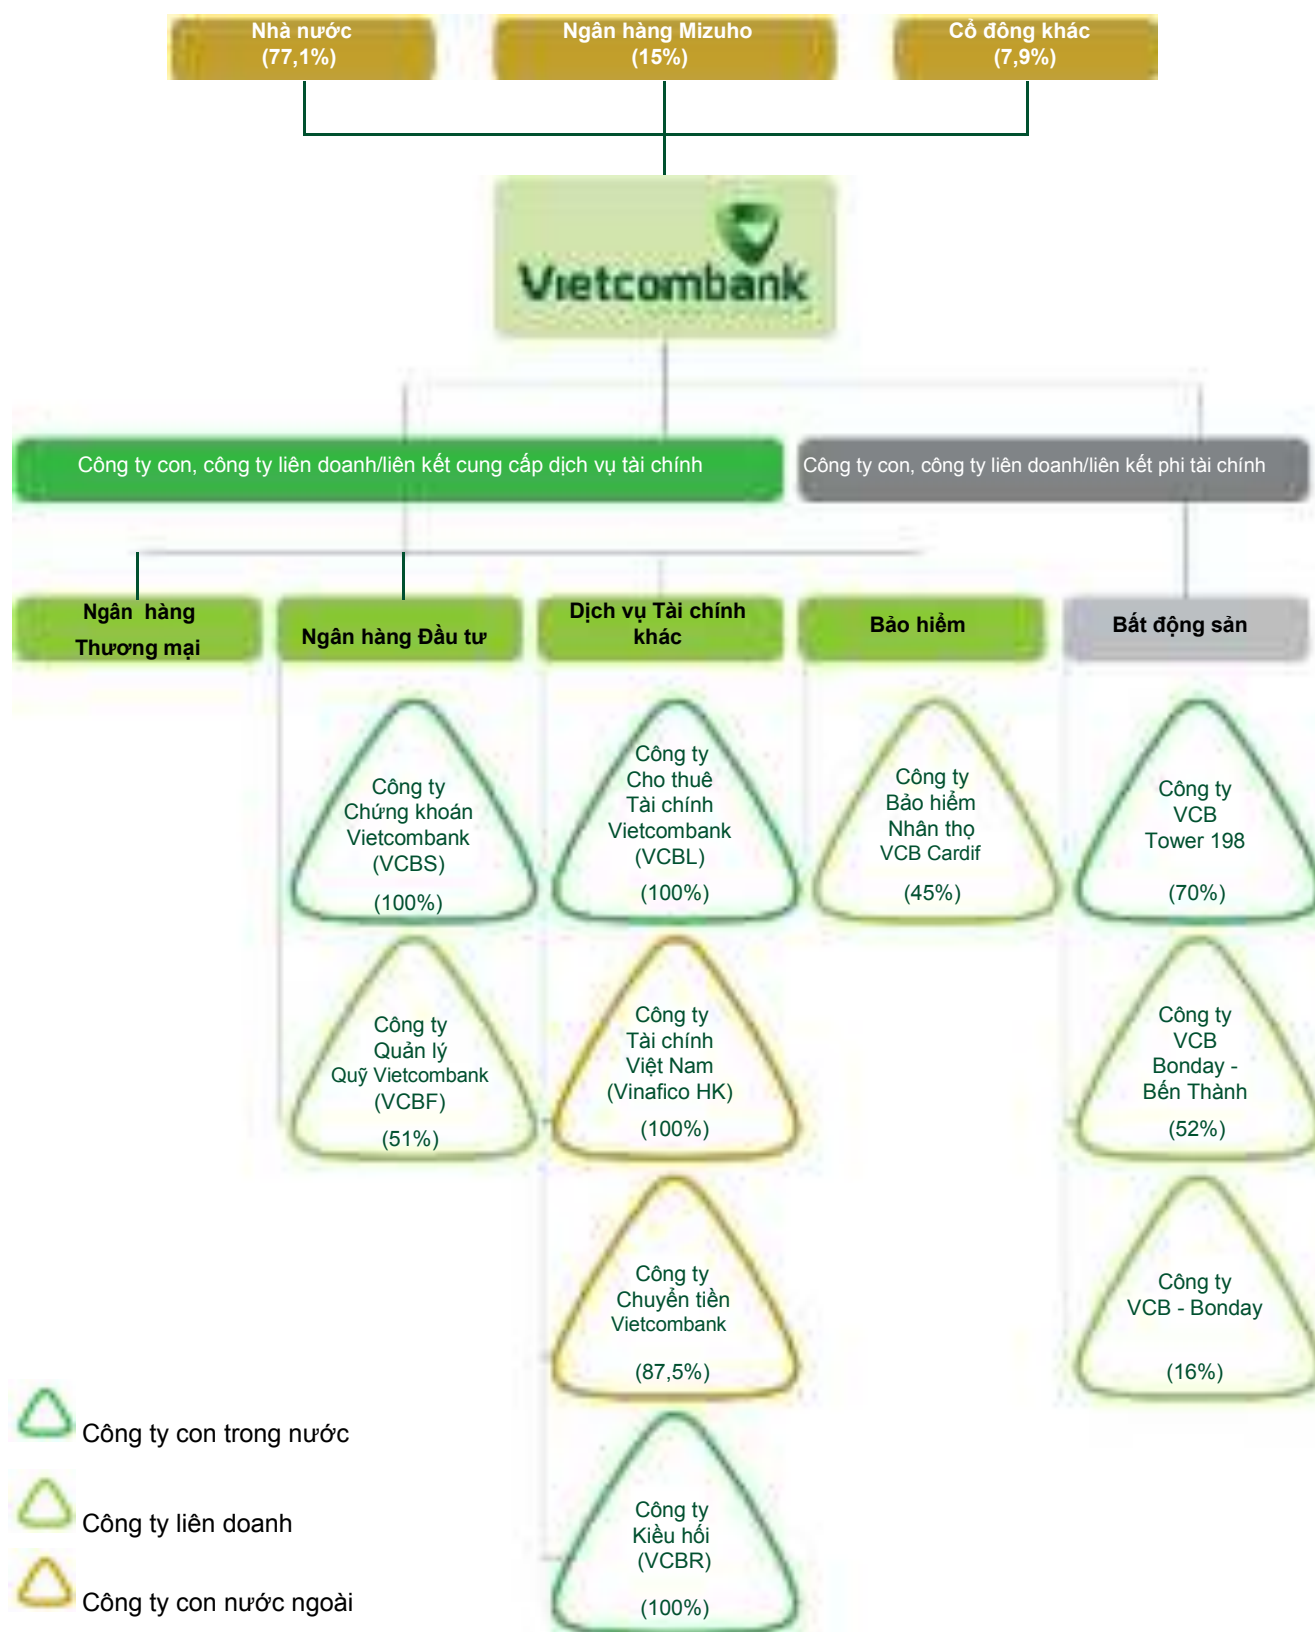 Nhà nước
(77,1%)
Ngân hàng Mizuho
(15%)
Cổ đông khác
(7,9%)
Vietcombank
Công ty con, công ty liên doanh/liên kết cung cấp dịch vụ tài chính
Công ty con, công ty liên doanh/liên kết phi tài chính
Ngân hàng
Thương mại
Ngân hàng Đầu tư
Dịch vụ Tài chính
khác
Bảo hiểm
Bất động sản
Công ty
Chứng khoán
Vietcombank
(VCBS)
(100%)
Công ty
Cho thuê
Tài chính
Vietcombank
(VCBL)
(100%)
Công ty
Bảo hiểm
Nhân thọ
VCB Cardif
(45%)
Công ty
VCB
Tower 198
(70%)
Công ty
Quản lý
Quỹ Vietcombank
(VCBF)
(51%)
Công ty
Tài chính
Việt Nam
(Vinafico HK)
(100%)
Công ty
VCB
Bonday -
Bến Thành
(52%)
Công ty
Chuyển tiền
Vietcombank
(87,5%)
Công ty
VCB - Bonday
(16%)
Công ty
Kiều hối
(VCBR)
(100%)
Công ty con trong nước
Công ty liên doanh
Công ty con nước ngoài